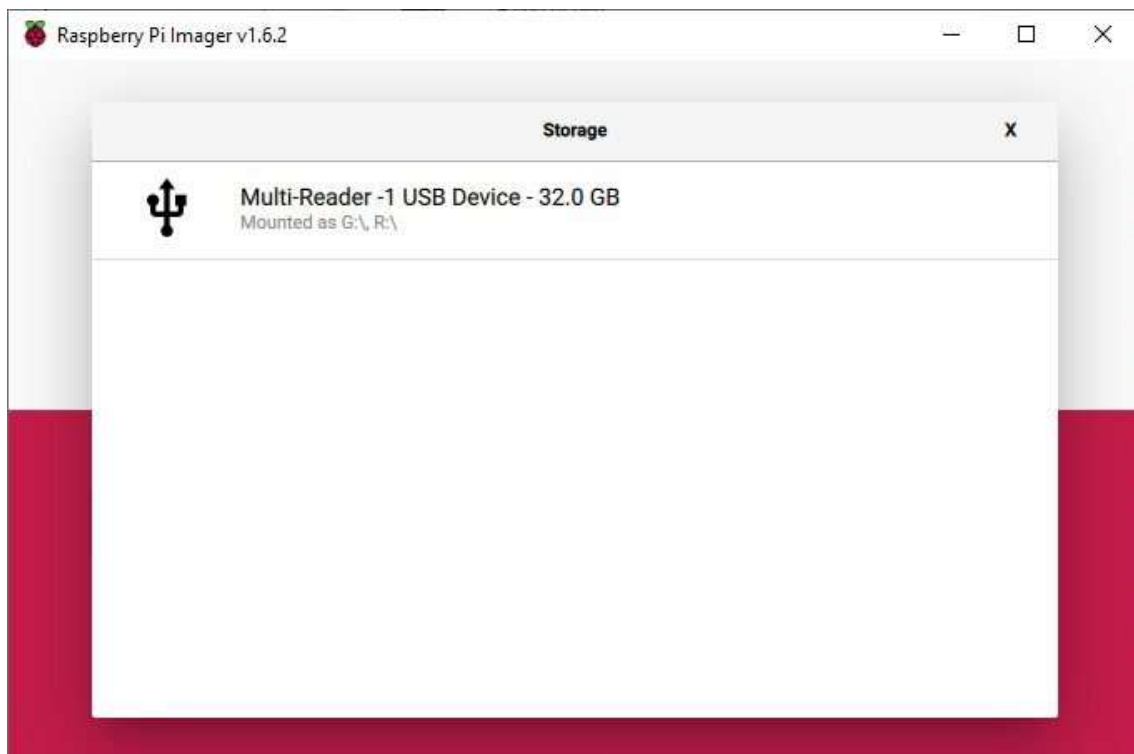 Raspberry Pi Imager v1.6.2
Storage
X
Multi-Reader -1 USB Device - 32.0 GB
Mounted as G:\, R:\